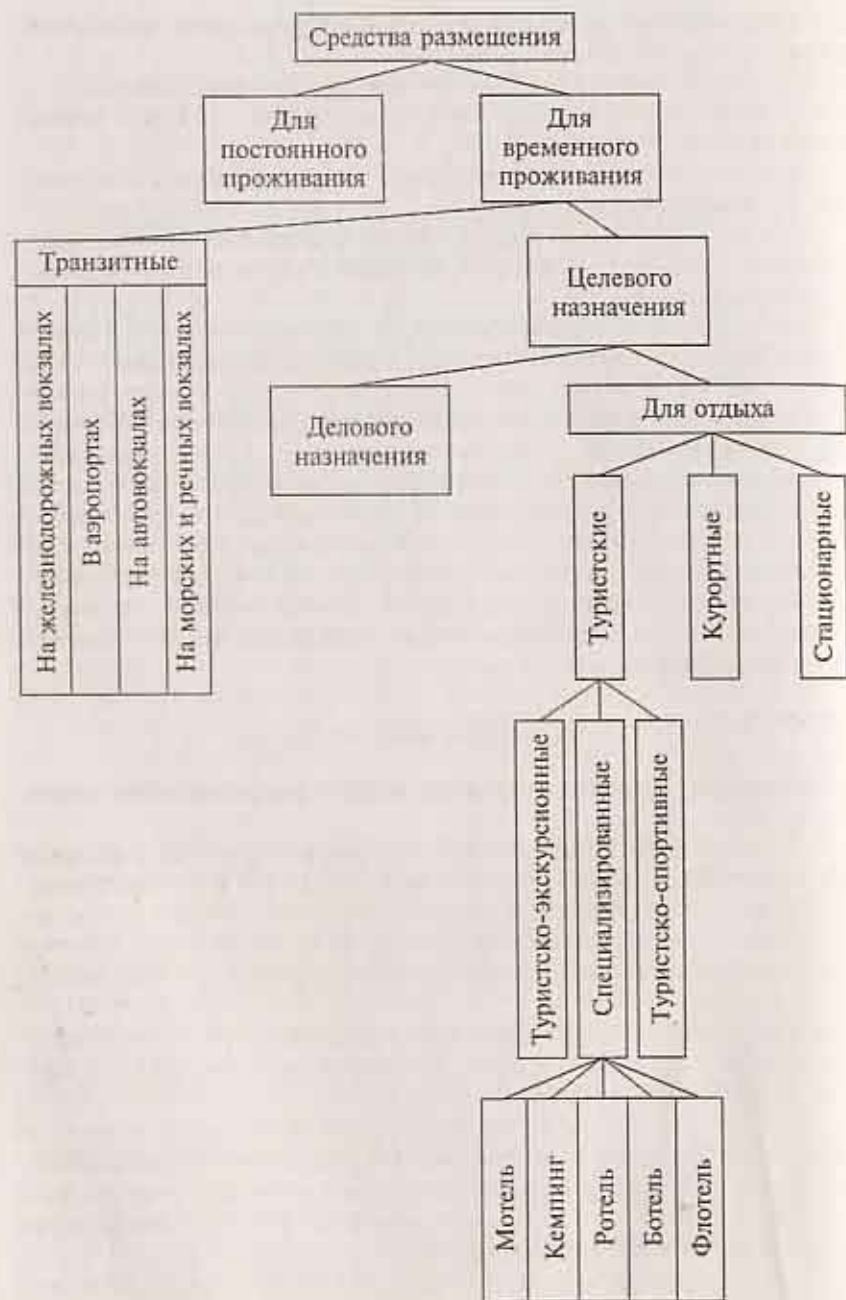 Средства размещения
Для
постоянного
проживания
Для
временного
проживания
Транзитные
На железнодорожных вокзалах
В аэропортах
На автовокзалах
На морских и речных вокзалах
Целевого
назначения
Делового
назначения
Для отдыха
Туристские
Курортные
Стационарные
Туристско-экскурсионные
Специализированные
Туристско-спортивные
Мотель
Кемпинг
Ротель
Ботель
Флотель